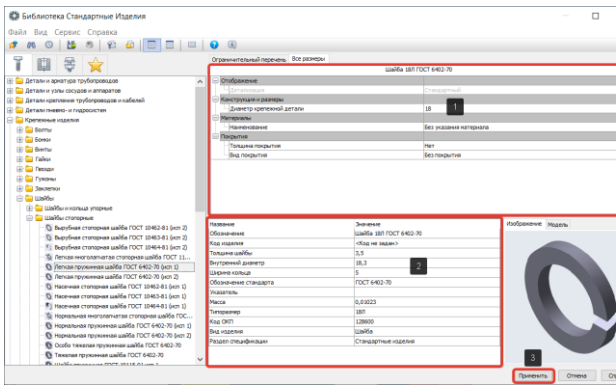 Библиотека Стандартные Изделия
Файл Вид Сервис Справка
Ограничительный перечень Все размеры
Детали и арматура трубопроводов
Детали и узлы сосудов и аппаратов
Детали крепления трубопроводов и кабелей
Детали пневмо- и гидросистем
Крепежные изделия
Болты
Бонки
Винты
Гайки
Гвозди
Гужоны
Заклепки
Шайбы
Шайбы и кольца упорные
Шайбы стопорные
Вырубная стопорная шайба ГОСТ 10462-81 (исп 2)
Вырубная стопорная шайба ГОСТ 10463-81 (исп 2)
Вырубная стопорная шайба ГОСТ 10464-81 (исп 2)
Легкая многолапчатая стопорная шайба ГОСТ 11...
Легкая пружинная шайба ГОСТ 6402-70 (исп 1)
Легкая пружинная шайба ГОСТ 6402-70 (исп 2)
Насечная стопорная шайба ГОСТ 10462-81 (исп 1)
Насечная стопорная шайба ГОСТ 10463-81 (исп 1)
Насечная стопорная шайба ГОСТ 10464-81 (исп 1)
Нормальная многолапчатая стопорная шайба ГОС...
Нормальная пружинная шайба ГОСТ 6402-70 (исп 1)
Нормальная пружинная шайба ГОСТ 6402-70 (исп 2)
Особо тяжелая пружинная шайба ГОСТ 6402-70
Тяжелая пружинная шайба ГОСТ 6402-70
Шайба 18Л ГОСТ 6402-70
Отображение
Детализация Стандартный
Конструкция и размеры
Диаметр крепежной детали 18
1
Материалы
Наименование Без указания материала
Покрытия
Толщина покрытия Нет
Вид покрытия Без покрытия
Название Значение
Обозначение Шайба 18Л ГОСТ 6402-70
Код изделия <Код не задан>
Толщина шайбы 3,5
Внутренний диаметр 18,3
2
Ширина кольца 5
Обозначение стандарта ГОСТ 6402-70
Указатель
Масса 0,01023
Типоразмер 18Л
Код ОКП 128600
Вид изделия Шайба
Раздел спецификации Стандартные изделия
Изображение Модель
3
Применить Отмена